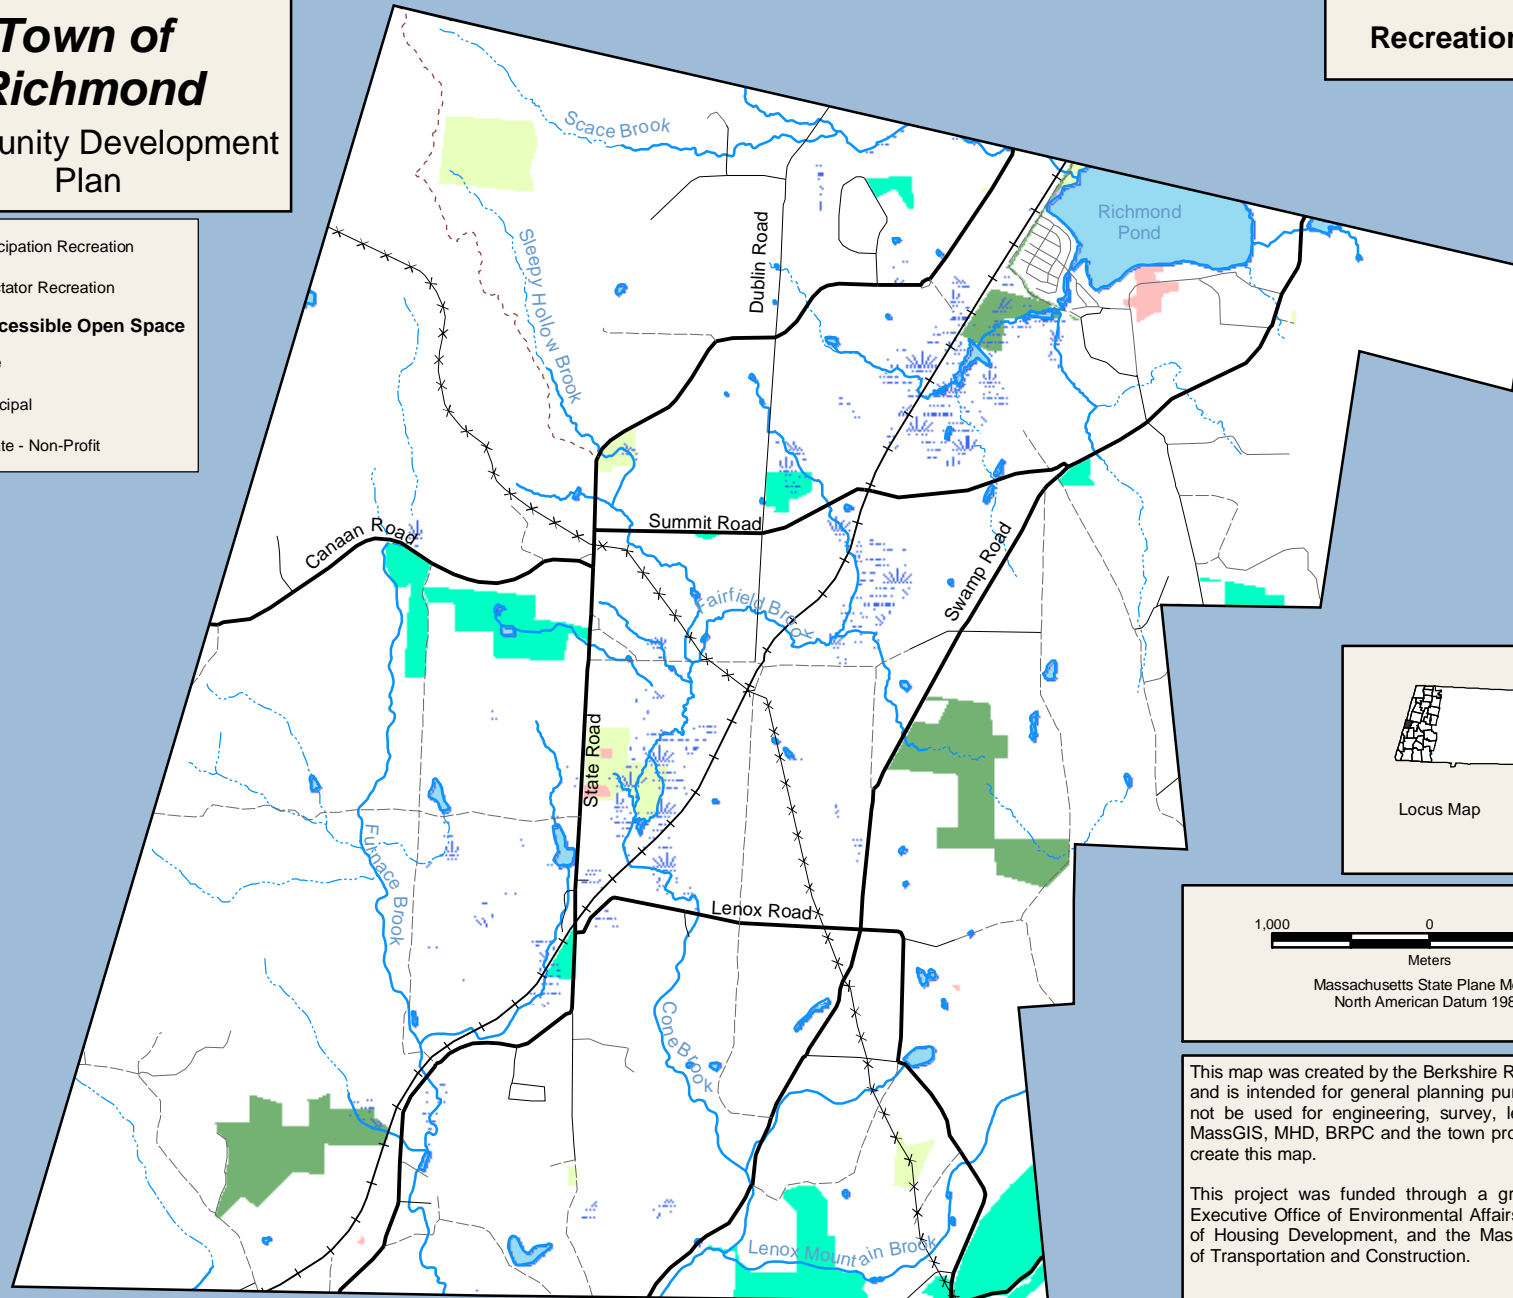 Town of
Richmond
unity Development
Plan
Recreation
cipation Recreation
tator Recreation
cessible Open Space
cipal
te - Non-Profit
Scace Brook
Sleepy Hollow Brook
Dublin Road
Richmond
Pond
Canaan Road
Summit Road
Swamp Road
Fairfield Brook
State Road
Furnace Brook
Lenox Road
Cone Brook
Lenox Mountain Brook
Locus Map
1,000 0
Meters
Massachusetts State Plane M
North American Datum 198
This map was created by the Berkshire R
and is intended for general planning pu
not be used for engineering, survey, l
MassGIS, MHD, BRPC and the town pro
create this map.
This project was funded through a gr
Executive Office of Environmental Affairs
of Housing Development, and the Mas
of Transportation and Construction.